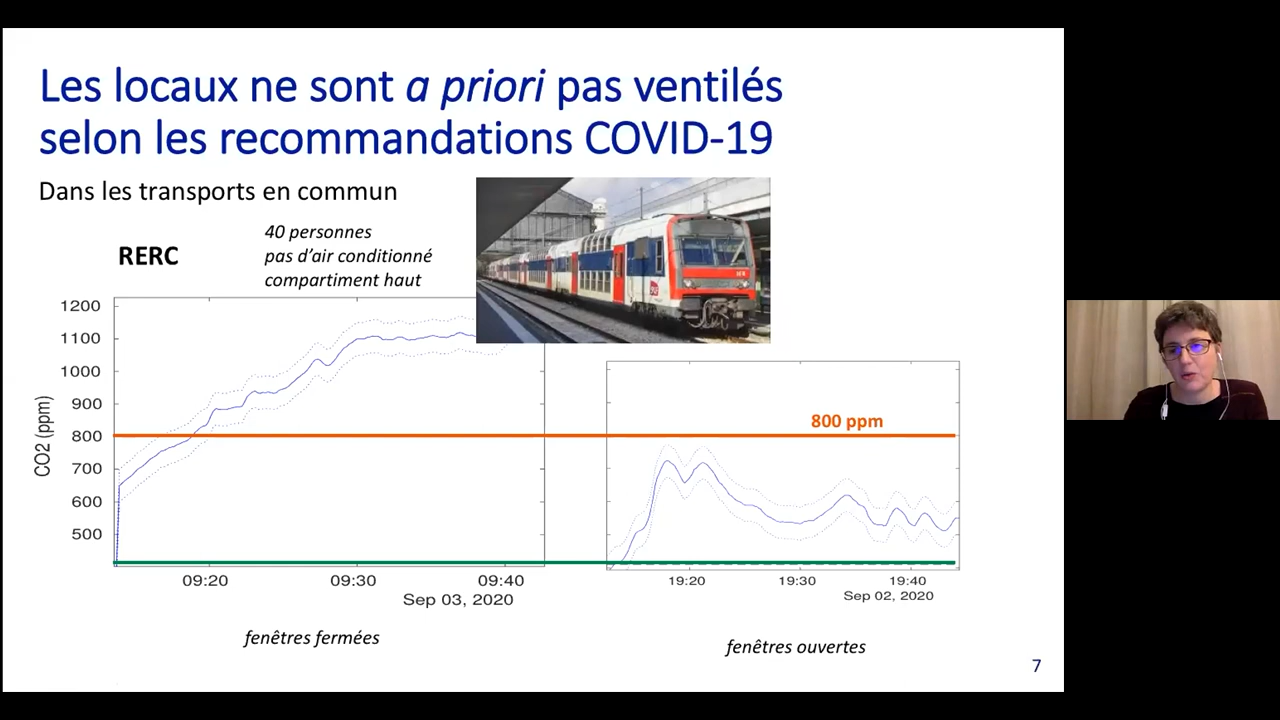 Les locaux ne sont a priori pas ventilés
selon les recommandations COVID-19
Dans les transports en commun
RERC
40 personnes
pas d'air conditionné
compartiment haut
CO2 (ppm)
1200
1100
1000
900
800
700
600
500
09:20
09:30
09:40
Sep 03, 2020
fenêtres fermées
800 ppm
19:20
19:30
19:40
Sep 02, 2020
fenêtres ouvertes
7